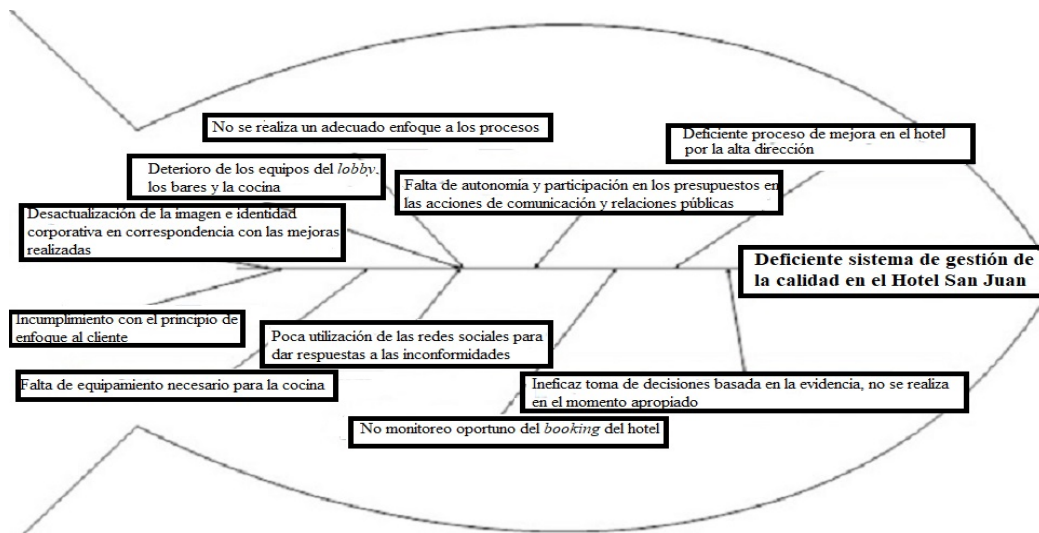 No se realiza un adecuado enfoque a los procesos
Deficiente proceso de mejora en el hotel
por la alta dirección
Deterioro de los equipos del lobby,
los bares y la cocina
Falta de autonomía y participación en los presupuestos en
las acciones de comunicación y relaciones públicas
Desactualización de la imagen e identidad
corporativa en correspondencia con las mejoras
realizadas
Deficiente sistema de gestión de
la calidad en el Hotel San Juan
Incumplimiento con el principio de
enfoque al cliente
Poca utilización de las redes sociales para
dar respuestas a las inconformidades
Falta de equipamiento necesario para la cocina
Ineficaz toma de decisiones basada en la evidencia, no se realiza
en el momento apropiado
No monitoreo oportuno del booking del hotel